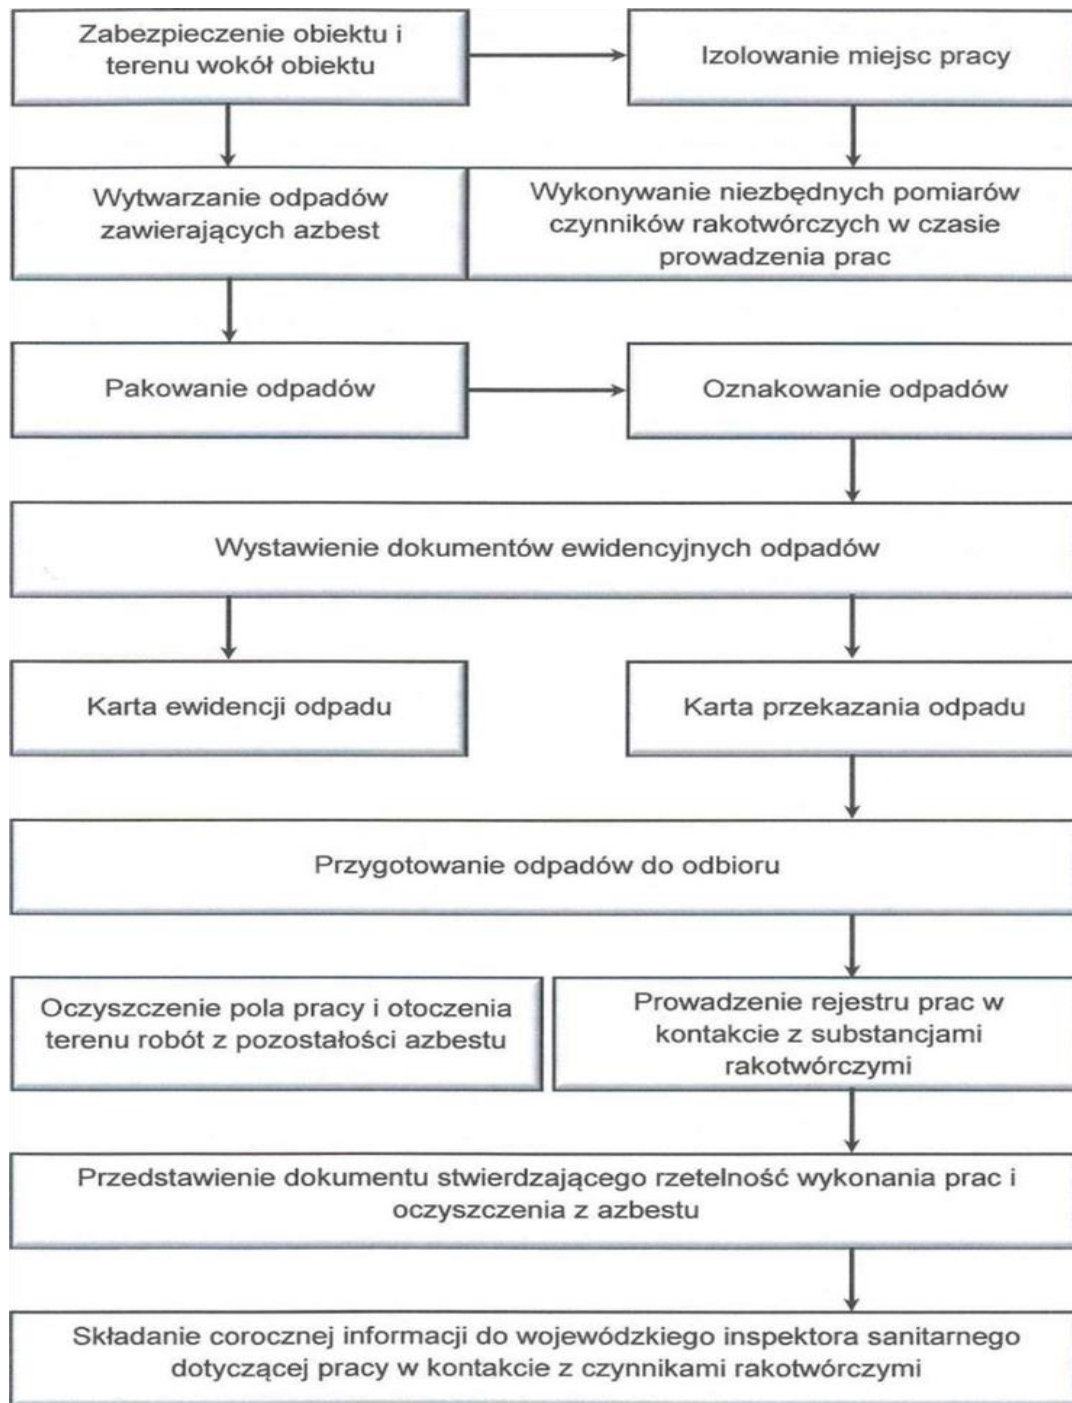 Zabezpieczenie obiektu i
terenu wokół obiektu
Izolowanie miejsc pracy
Wytwarzanie odpadów
zawierających azbest
Wykonywanie niezbędnych pomiarów
czynników rakotwórczych w czasie
prowadzenia prac
Pakowanie odpadów
Oznakowanie odpadów
Wystawienie dokumentów ewidencyjnych odpadów
Karta ewidencji odpadu
Karta przekazania odpadu
Przygotowanie odpadów do odbioru
Oczyszczenie pola pracy i otoczenia
terenu robót z pozostałości azbestu
Prowadzenie rejestru prac w
kontakcie z substancjami
rakotwórczymi
Przedstawienie dokumentu stwierdzającego rzetelność wykonania prac i
oczyszczenia z azbestu
Składanie corocznej informacji do wojewódzkiego inspektora sanitarnego
dotyczącej pracy w kontakcie z czynnikami rakotwórczymi